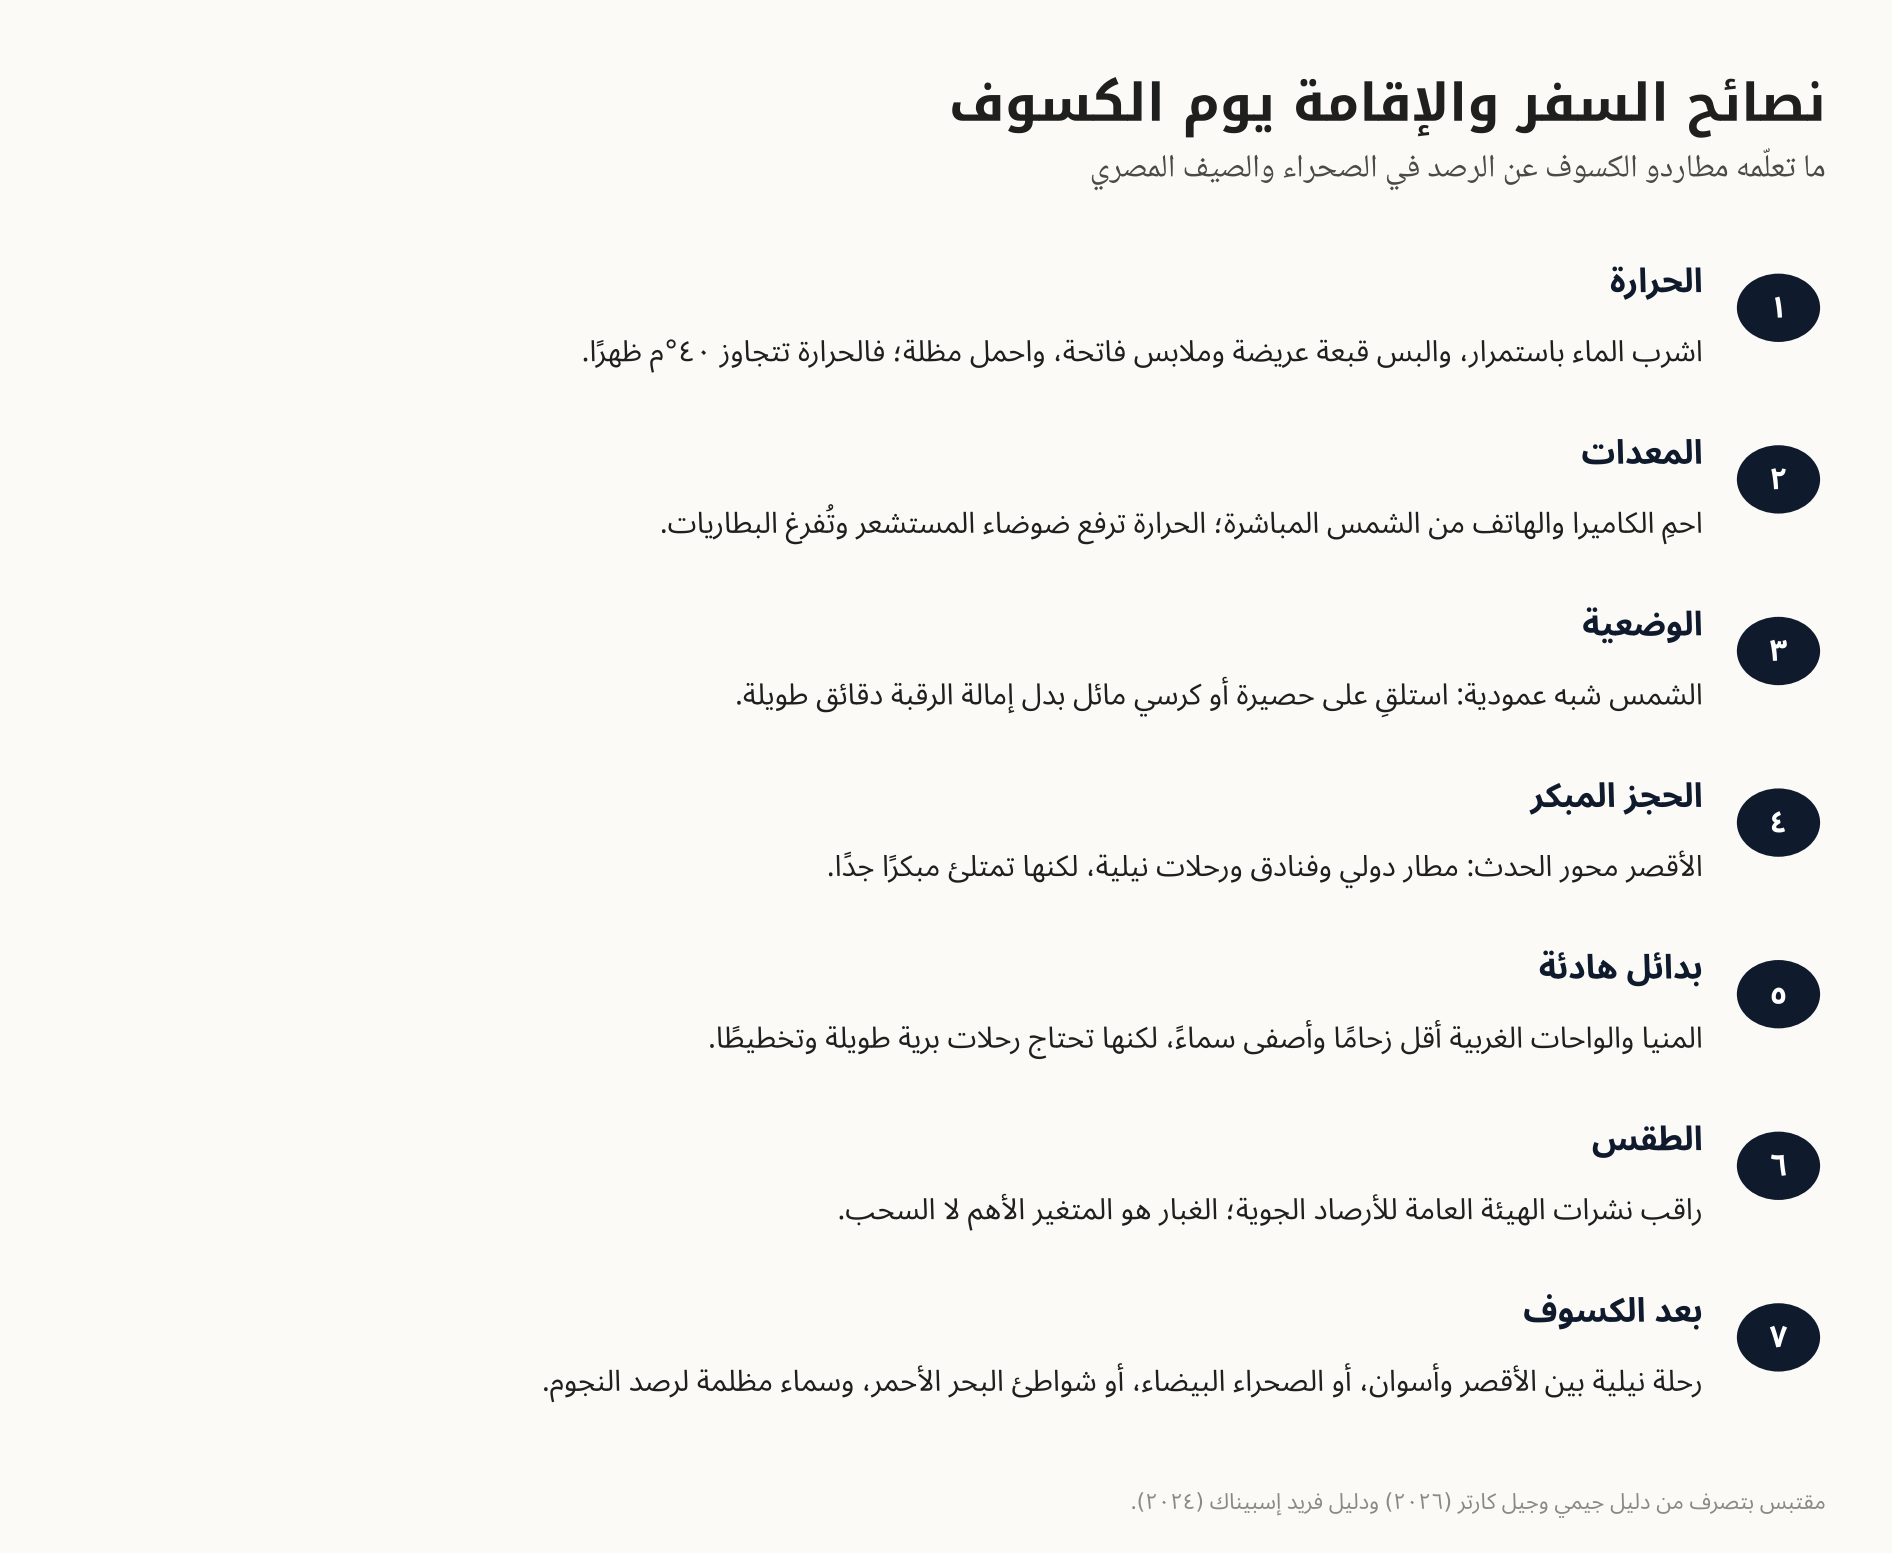 نصائح السفر والإقامة يوم الكسوف
ما تعلّمه مطاردو الكسوف عن الرصد في الصحراء والصيف المصري
١
الحرارة
اشرب الماء باستمرار، والبس قبعة عريضة وملابس فاتحة، واحمل مظلة؛ فالحرارة تتجاوز ٤٠°م ظهرًا.
٢
المعدات
احمِ الكاميرا والهاتف من الشمس المباشرة؛ الحرارة ترفع ضوضاء المستشعر وتُفرغ البطاريات.
٣
الوضعية
الشمس شبه عمودية: استلقِ على حصيرة أو كرسي مائل بدل إمالة الرقبة دقائق طويلة.
٤
الحجز المبكر
الأقصر محور الحدث: مطار دولي وفنادق ورحلات نيلية، لكنها تمتلئ مبكرًا جدًا.
٥
بدائل هادئة
المنيا والواحات الغربية أقل زحامًا وأصفى سماءً، لكنها تحتاج رحلات برية طويلة وتخطيطًا.
٦
الطقس
راقب نشرات الهيئة العامة للأرصاد الجوية؛ الغبار هو المتغير الأهم لا السحب.
٧
بعد الكسوف
رحلة نيلية بين الأقصر وأسوان، أو الصحراء البيضاء، أو شواطئ البحر الأحمر، وسماء مظلمة لرصد النجوم.
مقتبس بتصرف من دليل جيمي وجيل كارتر (٢٠٢٦) ودليل فريد إسبيناك (٢٠٢٤).